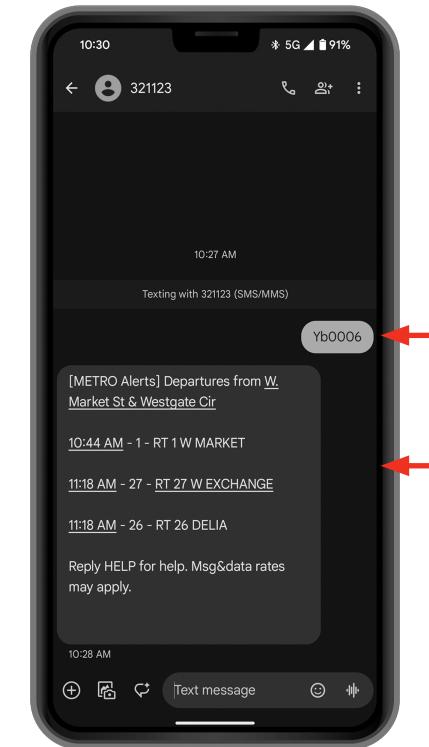 10:30
5G 91%
321123
10:27 AM
Texting with 321123 (SMS/MMS)
Yb0006
[METRO Alerts] Departures from W.
Market St & Westgate Cir
10:44 AM - 1 - RT 1 W MARKET
11:18 AM - 27 - RT 27 W EXCHANGE
11:18 AM - 26 - RT 26 DELIA
Reply HELP for help. Msg&data rates
may apply.
10:28 AM
Text message